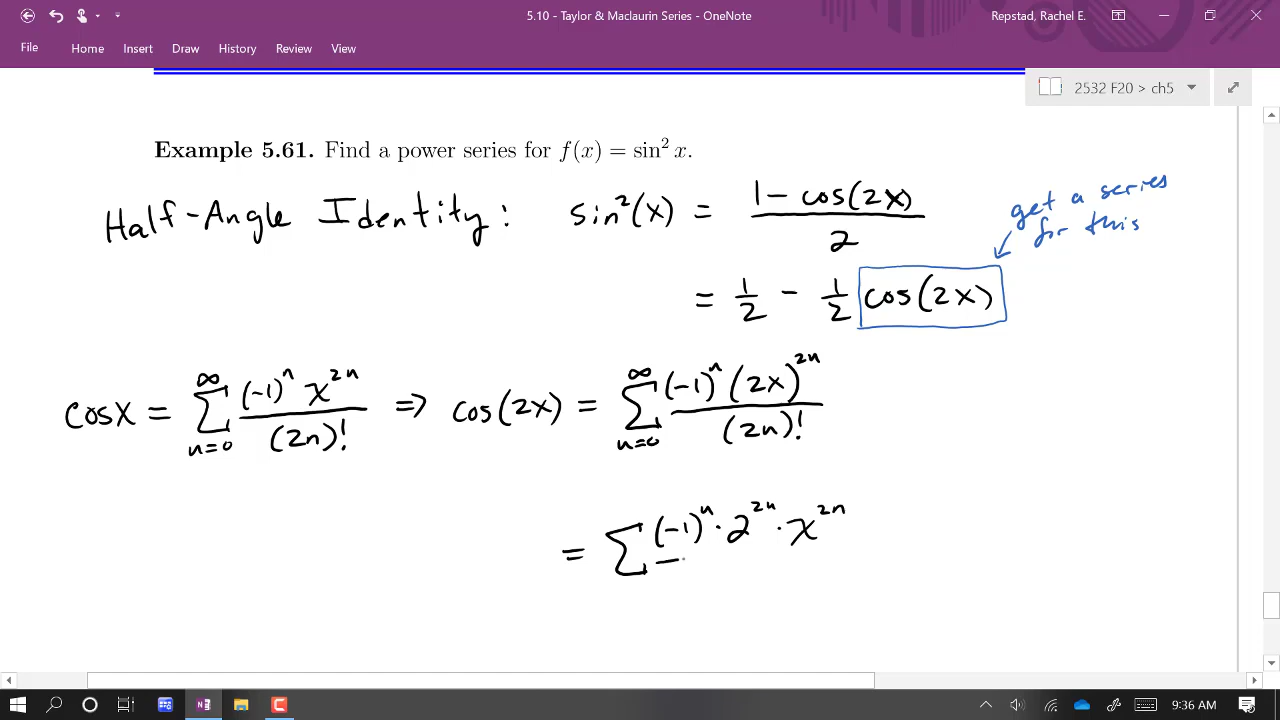 5.10 - Taylor & Maclaurin Series - OneNote
Repstad, Rachel E.
File Home Insert Draw History Review View
2532 F20 > ch5
Example 5.61. Find a power series for f(x) = sin² x.
Half-Angle Identity: sin²(x) = (1 - cos(2x))/2
get a series
for this
= 1/2 - 1/2 cos(2x)
cosx = ∑_{n=0}^{∞} (-1)^n x^{2n}/(2n)! => cos(2x) = ∑_{n=0}^{∞} (-1)^n (2x)^{2n}/(2n)!
= ∑ (-1)^n · 2^{2n} · x^{2n}
9:36 AM